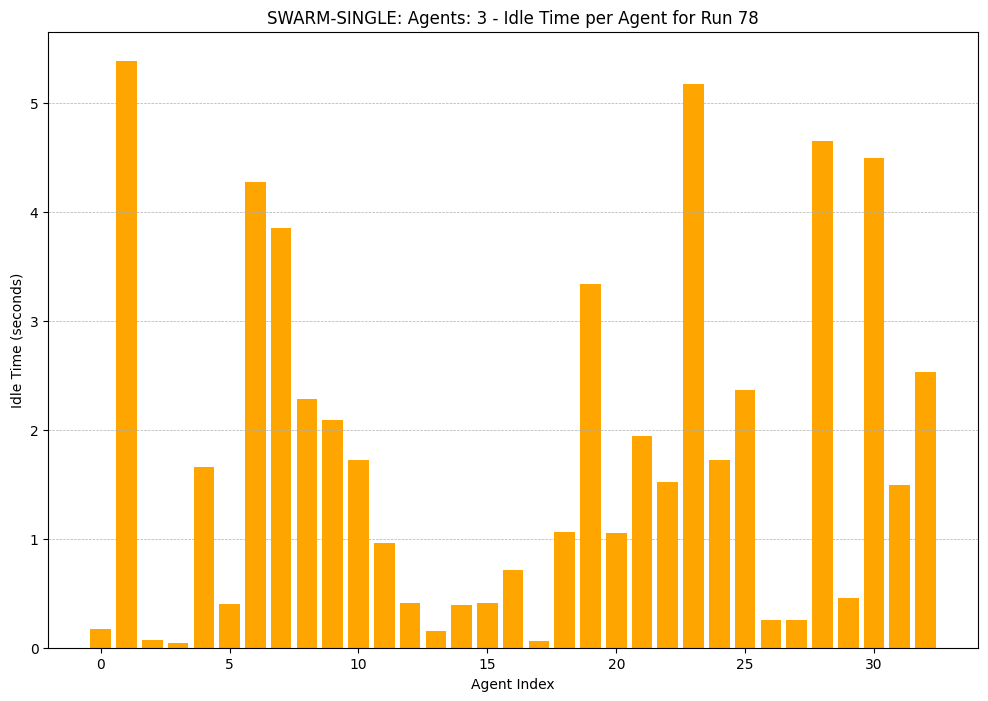 SWARM-SINGLE: Agents: 3 - Idle Time per Agent for Run 78
Idle Time (seconds)
5
4
3
2
1
0
0 5 10 15 20 25 30
Agent Index